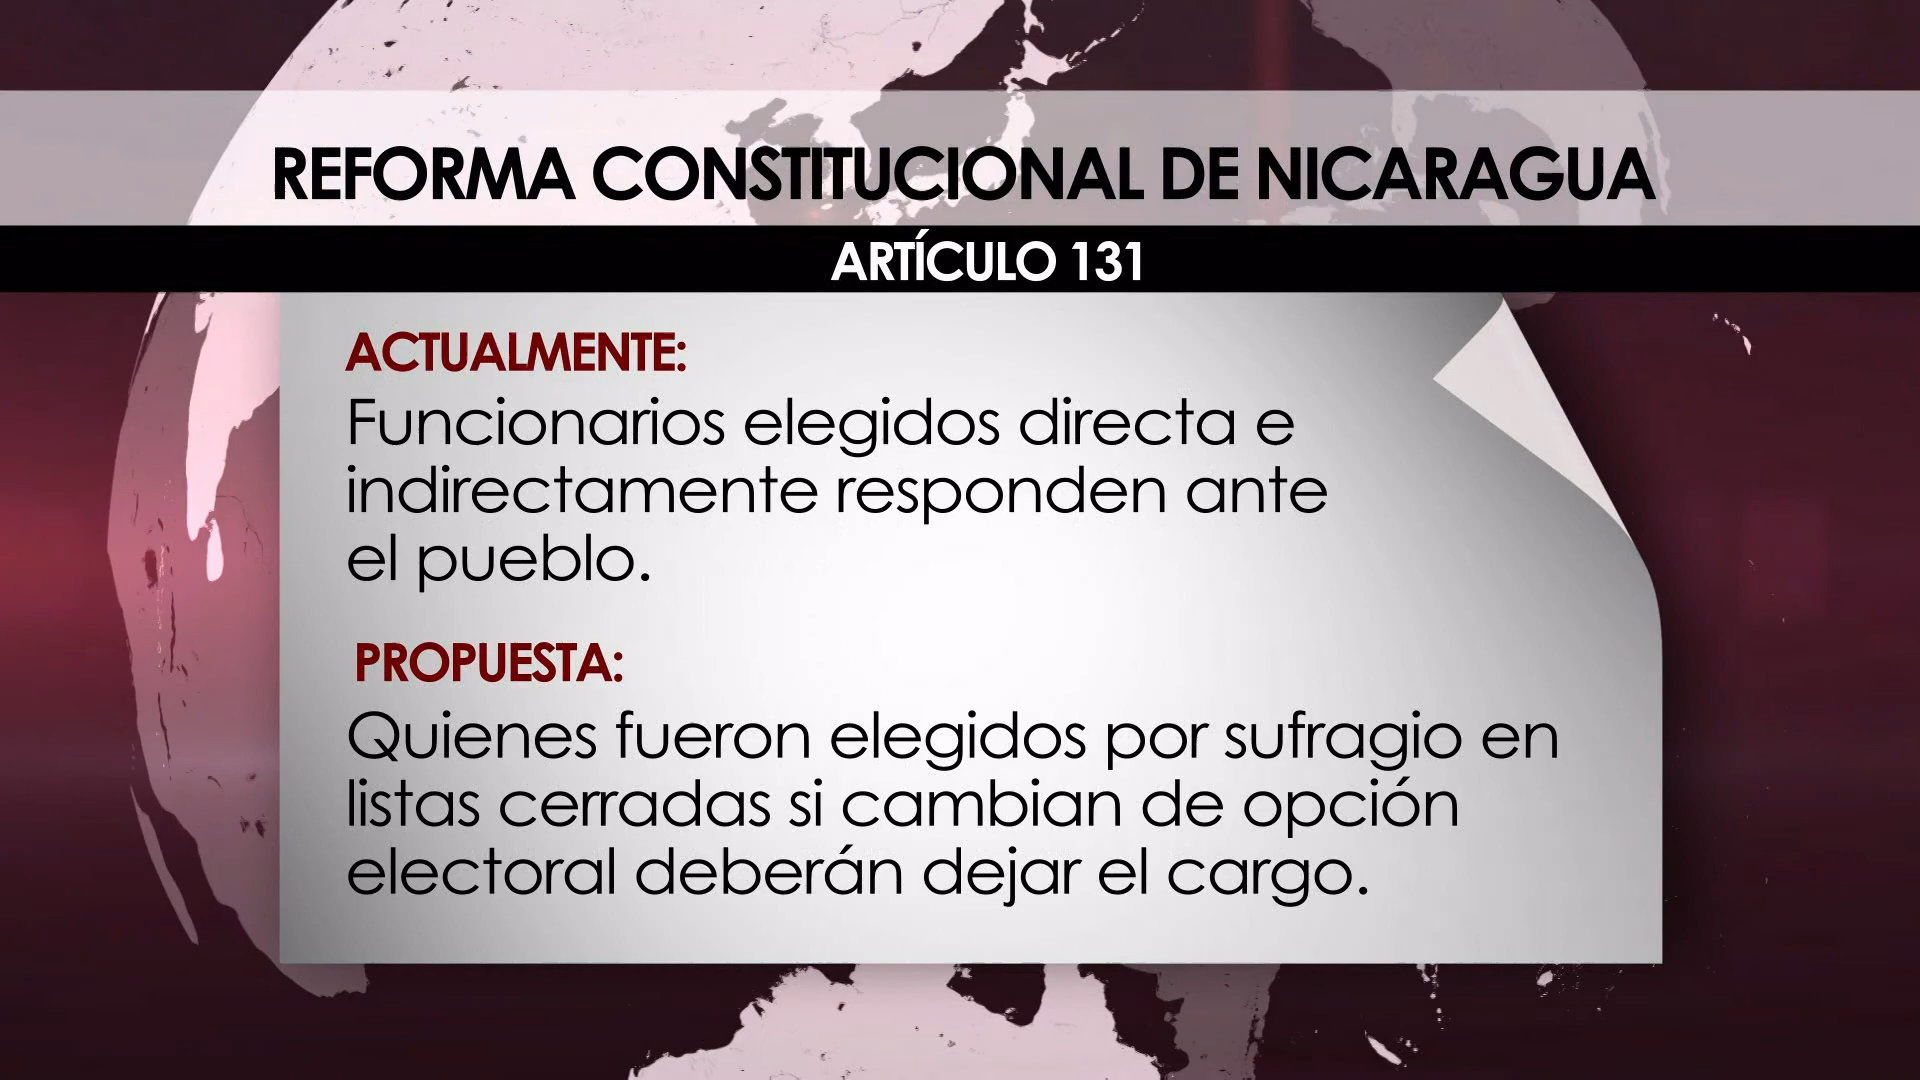 REFORMA CONSTITUCIONAL DE NICARAGUA
ARTÍCULO 131
ACTUALMENTE:
Funcionarios elegidos directa e
indirectamente responden ante
el pueblo.
PROPUESTA:
Quienes fueron elegidos por sufragio en
listas cerradas si cambian de opción
electoral deberán dejar el cargo.